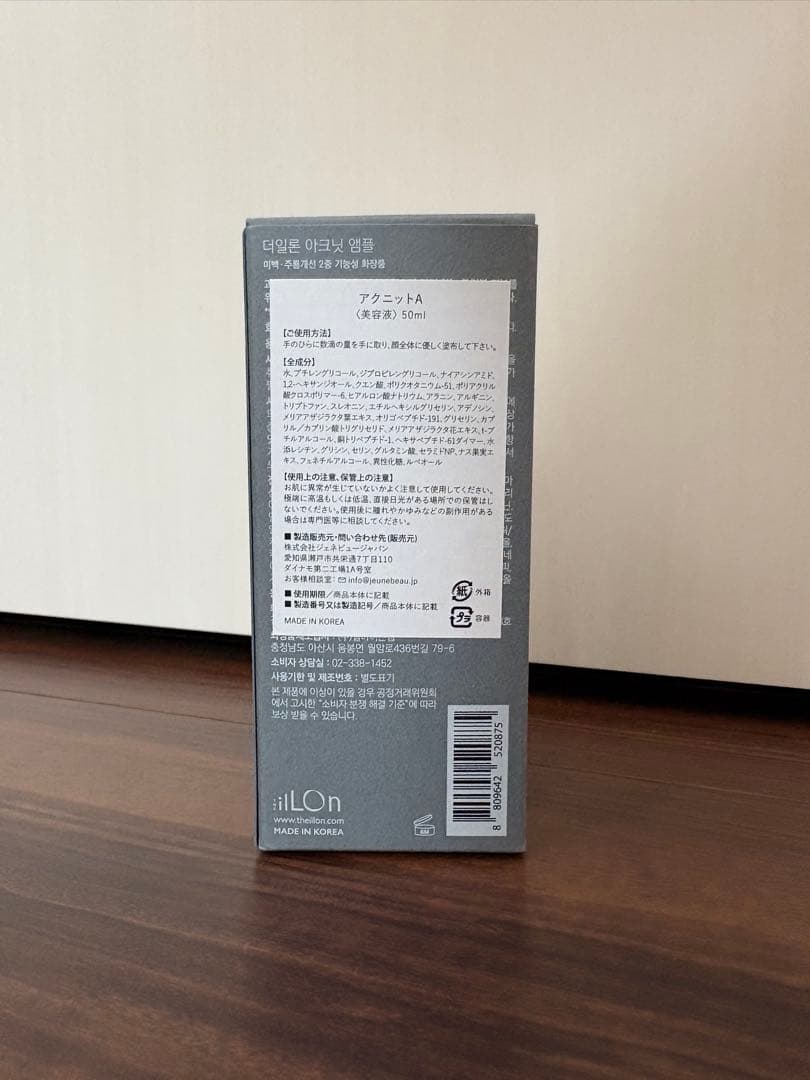 더일론 아크닛 앰플
미백·주름개선 2중 기능성 화장품
アクニットA
〈美容液〉50ml
【ご使用方法】
手のひらに数滴の量を手に取り、顔全体に優しく塗布して下さい。
【全成分】
水、ブチレングリコール、ジプロピレングリコール、ナイアシンアミド、
1,2-ヘキサンジオール、クエン酸、ポリクオタニウム-51、ポリアクリル
酸クロスポリマー-6、ヒアルロン酸ナトリウム、アラニン、アルギニン、
トリプトファン、スレオニン、エチルヘキシルグリセリン、アデノシン、
メリアアザジラクタ葉エキス、オリゴペプチド-191、グリセリン、カプ
リル/カプリン酸トリグリセリド、メリアアザジラクタ花エキス、t-ブ
チルアルコール、銅トリペプチド-1、ヘキサペプチド-61ダイマー、水
添レシチン、グリシン、セリン、グルタミン酸、セラミドNP、ナス果実エ
キス、フェネチルアルコール、異性化糖、ルペオール
【使用上の注意、保管上の注意】
お肌に異常が生じていないかよく注意して使用してください。
極端に高温もしくは低温、直接日光がある場所での保管はし
ないでください。使用後に腫れやかゆみなどの副作用がある
場合は専門医等に相談してください。
■製造販売元・問い合わせ先(販売元)
株式会社ジェネビュージャパン
愛知県瀬戸市共栄通7丁目110
ダイナモ第二工場1A号室
お客様相談室: info@jeunebeau.jp
■使用期限/商品本体に記載
■製造番号又は製造記号/商品本体に記載
MADE IN KOREA
紙 外箱
プラ 容器
충청남도 아산시 음봉면 월랑로436번길 79-6
소비자 상담실 : 02-338-1452
사용기한 및 제조번호 : 별도표기
본 제품에 이상이 있을 경우 공정거래위원회
에서 고시한 "소비자 분쟁 해결 기준"에 따라
보상 받을 수 있습니다.
illOn
www.theillon.com
MADE IN KOREA
6M
8 809642 520875